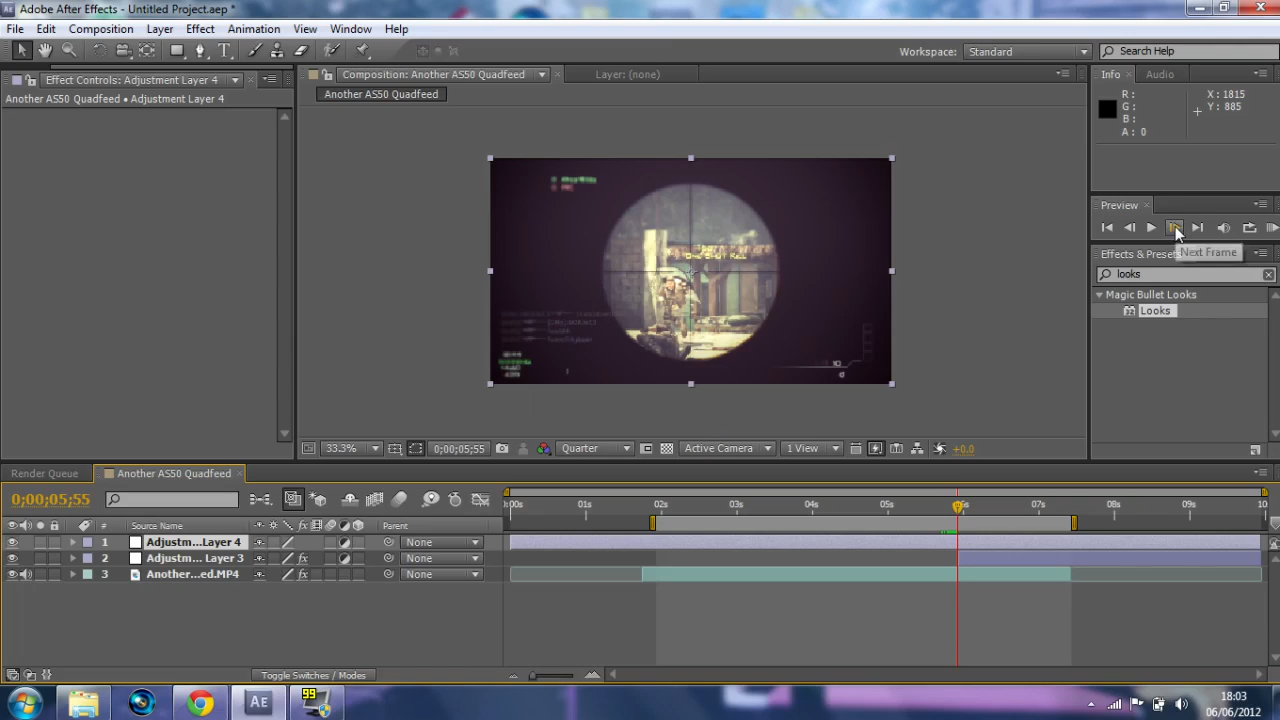 Adobe After Effects - Untitled Project.aep *
File Edit Composition Layer Effect Animation View Window Help
Workspace: Standard Search Help
Effect Controls: Adjustment Layer 4
Composition: Another AS50 Quadfeed Layer: (none)
Info Audio
Another AS50 Quadfeed • Adjustment Layer 4
Another AS50 Quadfeed
R: X: 1815
G: Y: 885
B:
A: 0
Preview
Next Frame
Effects & Presets
looks
Magic Bullet Looks
Looks
33.3% 0;00;05;55 Quarter Active Camera 1 View +0.0
Render Queue Another AS50 Quadfeed
0;00;05;55
:00s 01s 02s 03s 04s 05s 06s 07s 08s 09s 10
# Source Name Parent
1 Adjustm...Layer 4 None
2 Adjustm... Layer 3 None
3 Another...ed.MP4 None
Toggle Switches / Modes
99
Ae
18:03
06/06/2012